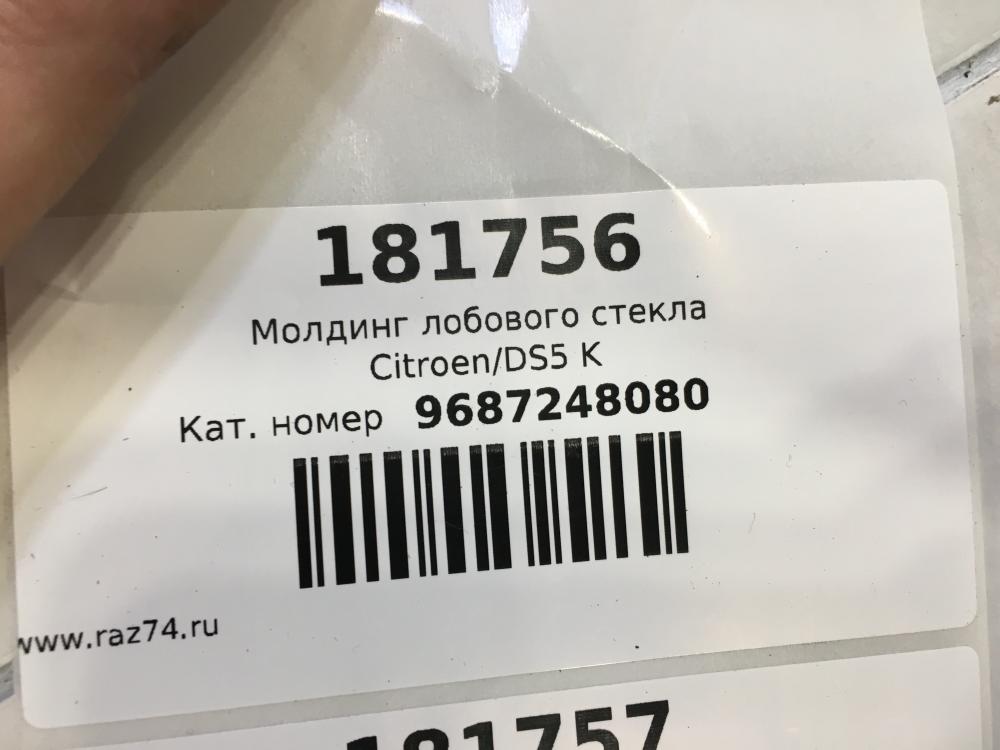 181756
Молдинг лобового стекла
Citroen/DS5 K
Кат. номер 9687248080
www.raz74.ru
181757